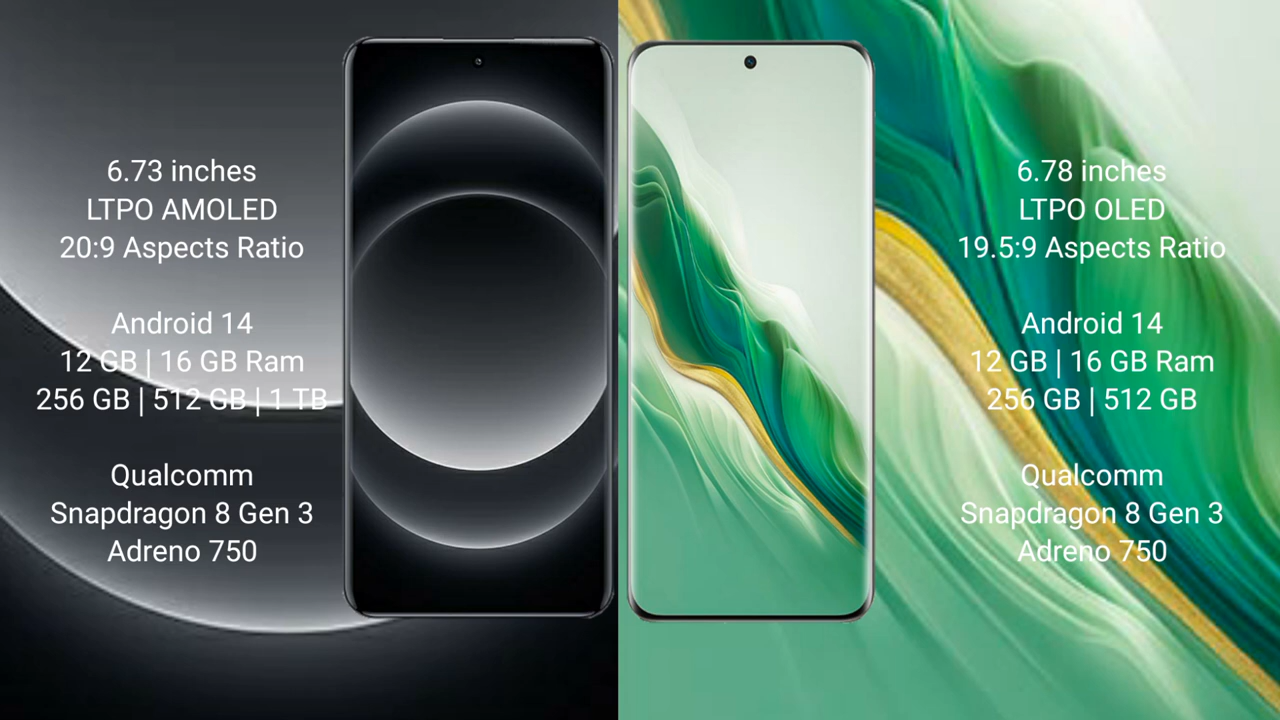 6.73 inches
LTPO AMOLED
20:9 Aspects Ratio
Android 14
12 GB | 16 GB Ram
256 GB | 512 GB | 1 TB
Qualcomm
Snapdragon 8 Gen 3
Adreno 750
6.78 inches
LTPO OLED
19.5:9 Aspects Ratio
Android 14
12 GB | 16 GB Ram
256 GB | 512 GB
Qualcomm
Snapdragon 8 Gen 3
Adreno 750